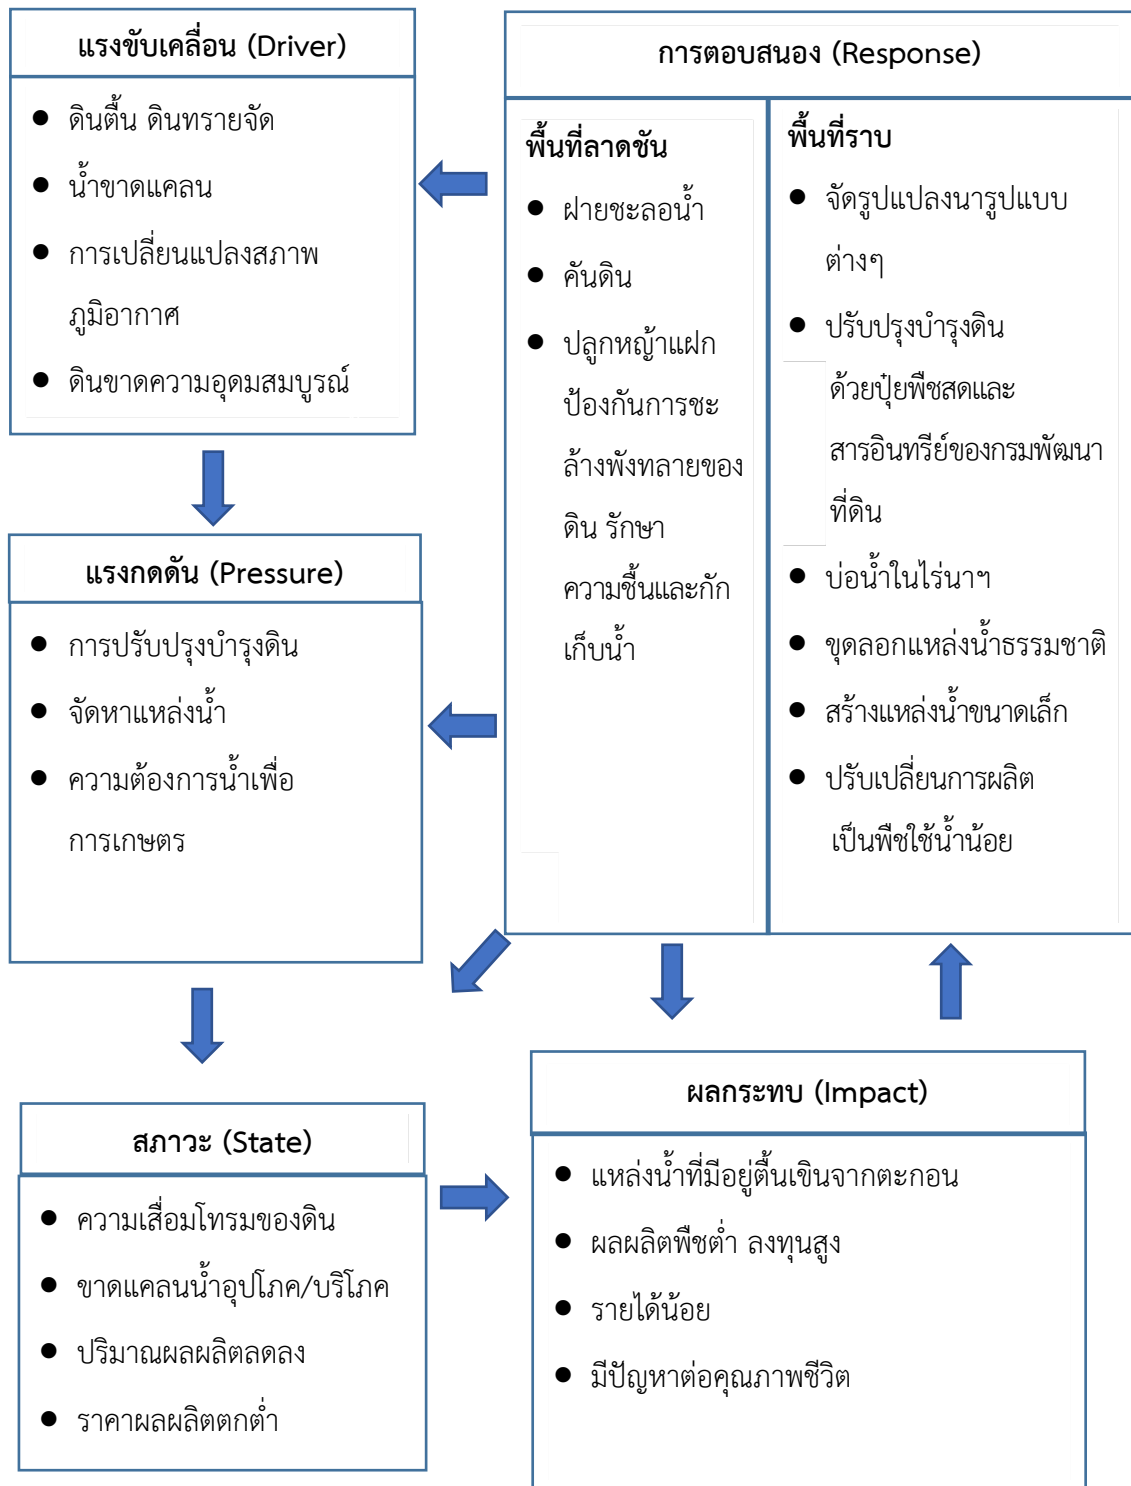 แรงขับเคลื่อน (Driver)
● ดินตื้น ดินทรายจัด
● น้ำขาดแคลน
● การเปลี่ยนแปลงสภาพ
ภูมิอากาศ
● ดินขาดความอุดมสมบูรณ์
แรงกดดัน (Pressure)
● การปรับปรุงบำรุงดิน
● จัดหาแหล่งน้ำ
● ความต้องการน้ำเพื่อ
การเกษตร
สภาวะ (State)
● ความเสื่อมโทรมของดิน
● ขาดแคลนน้ำอุปโภค/บริโภค
● ปริมาณผลผลิตลดลง
● ราคาผลผลิตตกต่ำ
การตอบสนอง (Response)
พื้นที่ลาดชัน
● ฝายชะลอน้ำ
● คันดิน
● ปลูกหญ้าแฝก
ป้องกันการชะ
ล้างพังทลายของ
ดิน รักษา
ความชื้นและกัก
เก็บน้ำ
พื้นที่ราบ
● จัดรูปแปลงนารูปแบบ
ต่างๆ
● ปรับปรุงบำรุงดิน
ด้วยปุ๋ยพืชสดและ
สารอินทรีย์ของกรมพัฒนา
ที่ดิน
● บ่อน้ำในไร่นาฯ
● ขุดลอกแหล่งน้ำธรรมชาติ
● สร้างแหล่งน้ำขนาดเล็ก
● ปรับเปลี่ยนการผลิต
เป็นพืชใช้น้ำน้อย
ผลกระทบ (Impact)
● แหล่งน้ำที่มีอยู่ตื้นเขินจากตะกอน
● ผลผลิตพืชต่ำ ลงทุนสูง
● รายได้น้อย
● มีปัญหาต่อคุณภาพชีวิต